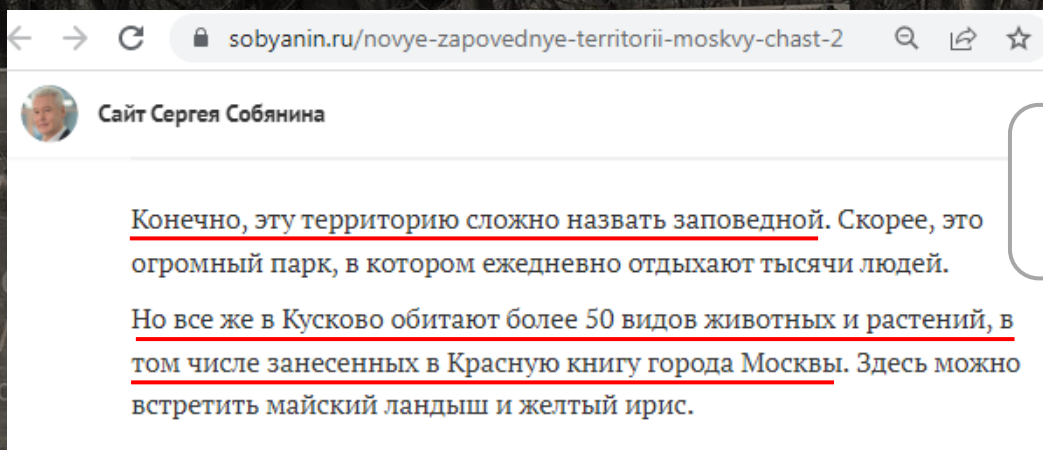 sobyanin.ru/novye-zapovednye-territorii-moskvy-chast-2
Сайт Сергея Собянина
Конечно, эту территорию сложно назвать заповедной. Скорее, это
огромный парк, в котором ежедневно отдыхают тысячи людей.
Но все же в Кусково обитают более 50 видов животных и растений, в
том числе занесенных в Красную книгу города Москвы. Здесь можно
встретить майский ландыш и желтый ирис.